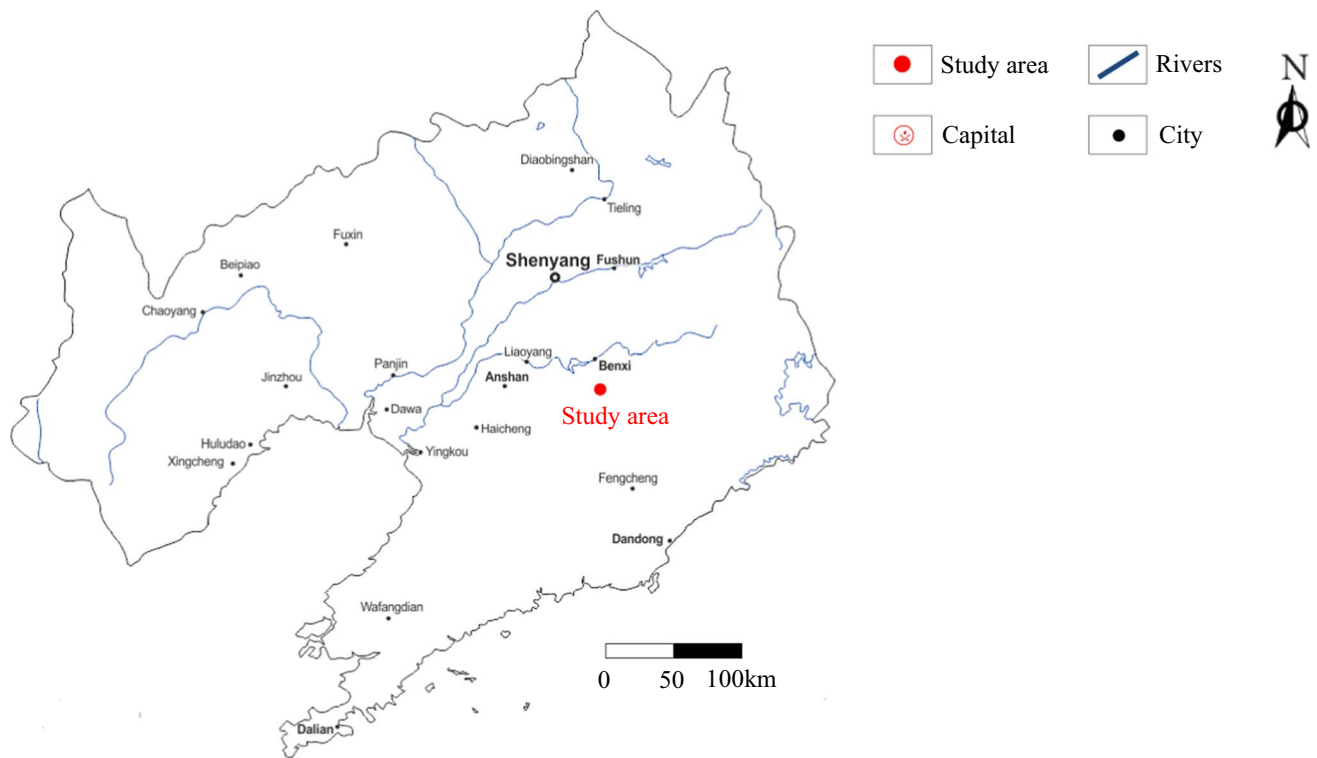 Study area
Rivers
N
Capital
City
Diaobingshan
Tieling
Fuxin
Shenyang
Fushun
Beipiao
Chaoyang
Liaoyang
Benxi
Panjin
Anshan
Jinzhou
Dawa
Study area
Haicheng
Huludao
Yingkou
Xingcheng
Fengcheng
Dandong
Wafangdian
0 50 100km
Dalian